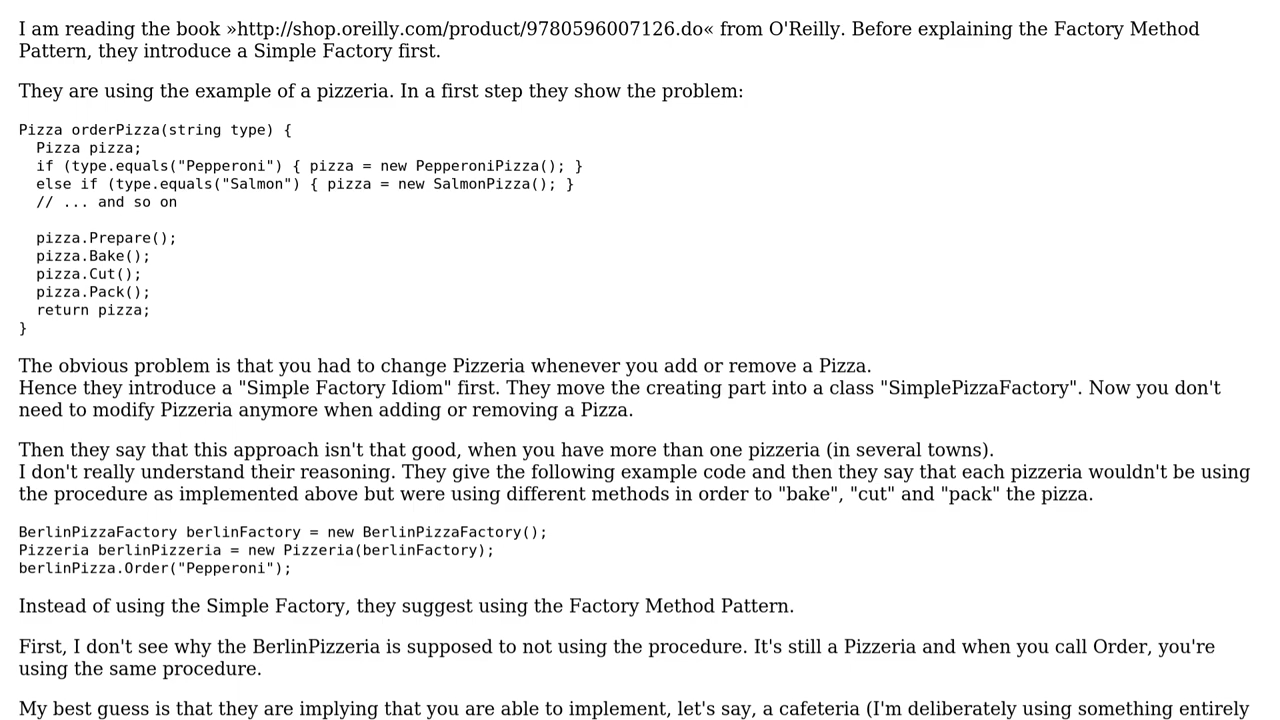 I am reading the book »http://shop.oreilly.com/product/9780596007126.do« from O'Reilly. Before explaining the Factory Method
Pattern, they introduce a Simple Factory first.
They are using the example of a pizzeria. In a first step they show the problem:
Pizza orderPizza(string type) {
  Pizza pizza;
  if (type.equals("Pepperoni") { pizza = new PepperoniPizza(); }
  else if (type.equals("Salmon") { pizza = new SalmonPizza(); }
  // ... and so on
  pizza.Prepare();
  pizza.Bake();
  pizza.Cut();
  pizza.Pack();
  return pizza;
}
The obvious problem is that you had to change Pizzeria whenever you add or remove a Pizza.
Hence they introduce a "Simple Factory Idiom" first. They move the creating part into a class "SimplePizzaFactory". Now you don't
need to modify Pizzeria anymore when adding or removing a Pizza.
Then they say that this approach isn't that good, when you have more than one pizzeria (in several towns).
I don't really understand their reasoning. They give the following example code and then they say that each pizzeria wouldn't be using
the procedure as implemented above but were using different methods in order to "bake", "cut" and "pack" the pizza.
BerlinPizzaFactory berlinFactory = new BerlinPizzaFactory();
Pizzeria berlinPizzeria = new Pizzeria(berlinFactory);
berlinPizza.Order("Pepperoni");
Instead of using the Simple Factory, they suggest using the Factory Method Pattern.
First, I don't see why the BerlinPizzeria is supposed to not using the procedure. It's still a Pizzeria and when you call Order, you're
using the same procedure.
My best guess is that they are implying that you are able to implement, let's say, a cafeteria (I'm deliberately using something entirely